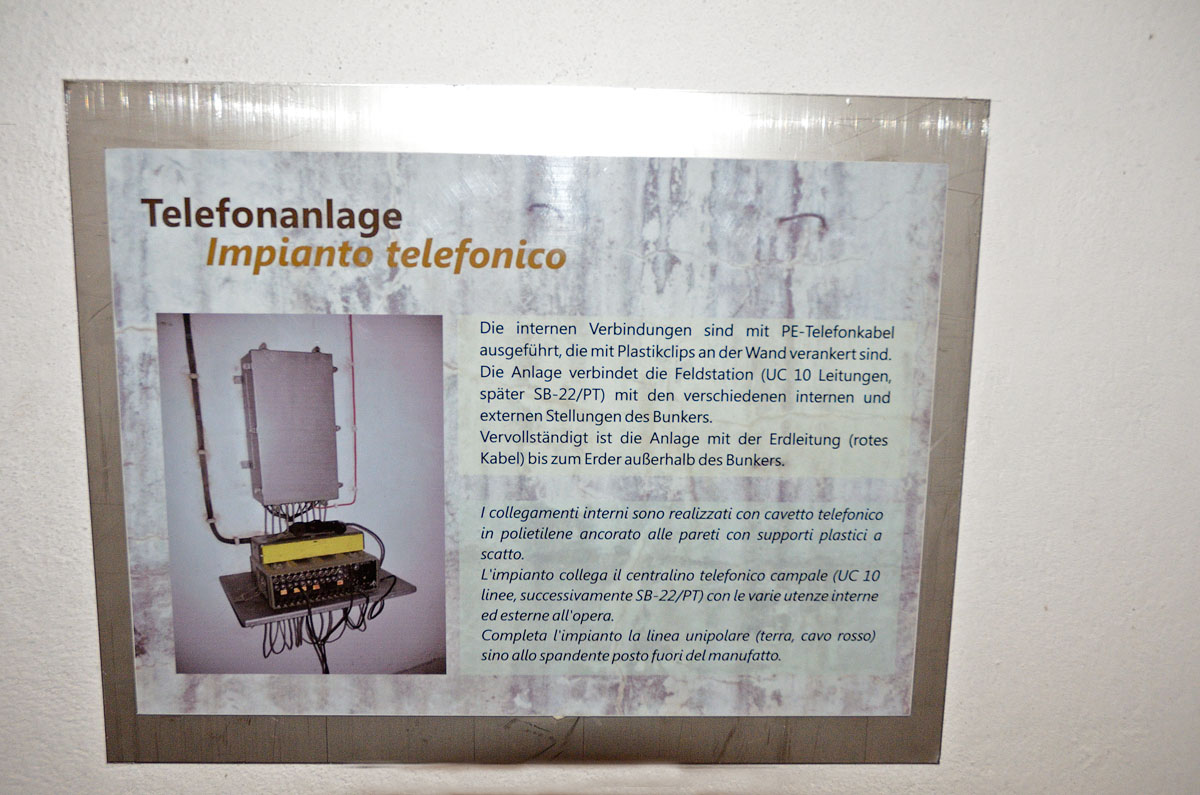 Telefonanlage
Impianto telefonico
Die internen Verbindungen sind mit PE-Telefonkabel
ausgeführt, die mit Plastikclips an der Wand verankert sind.
Die Anlage verbindet die Feldstation (UC 10 Leitungen,
später SB-22/PT) mit den verschiedenen internen und
externen Stellungen des Bunkers.
Vervollständigt ist die Anlage mit der Erdleitung (rotes
Kabel) bis zum Erder außerhalb des Bunkers.
I collegamenti interni sono realizzati con cavetto telefonico
in polietilene ancorato alle pareti con supporti plastici a
scatto.
L'impianto collega il centralino telefonico campale (UC 10
linee, successivamente SB-22/PT) con le varie utenze interne
ed esterne all'opera.
Completa l'impianto la linea unipolare (terra, cavo rosso)
sino allo spandente posto fuori del manufatto.